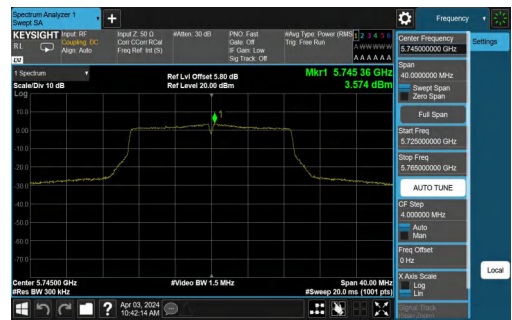 Spectrum Analyzer 1
Swept SA
+
Frequency
KEYSIGHT
RL
Input: RF
Coupling: DC
Align: Auto
Input Z: 50 Ω
Corr CCorr RCal
Freq Ref: Int (S)
#Atten: 30 dB
PNO: Fast
Gate: Off
IF Gain: Low
Sig Track: Off
#Avg Type: Power (RMS
Trig: Free Run
1 2 3 4 5 6
A W W W W W
A A A A A A
LV
1 Spectrum
Scale/Div 10 dB
Log
Ref Lvl Offset 5.80 dB
Ref Level 20.00 dBm
Mkr1 5.745 36 GHz
3.574 dBm
1
10.0
0.00
-10.0
-20.0
-30.0
-40.0
-50.0
-60.0
-70.0
Center 5.74500 GHz
#Res BW 300 kHz
#Video BW 1.5 MHz
Span 40.00 MHz
#Sweep 20.0 ms (1001 pts)
Apr 03, 2024
10:42:14 AM
Center Frequency
5.745000000 GHz
Span
40.0000000 MHz
Swept Span
Zero Span
Full Span
Start Freq
5.725000000 GHz
Stop Freq
5.765000000 GHz
AUTO TUNE
CF Step
4.000000 MHz
Auto
Man
Freq Offset
0 Hz
X Axis Scale
Log
Lin
Signal Track
Settings
Local